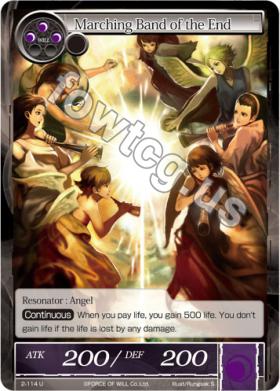 Marching Band of the End
WILL
fowtcg.us
Resonator : Angel
Continuous When you pay life, you gain 500 life. You don't
gain life if the life is lost by any damage.
ATK 200 / DEF 200
2-114 U ©FORCE OF WILL Co.,Ltd. Illust/Rungpak S